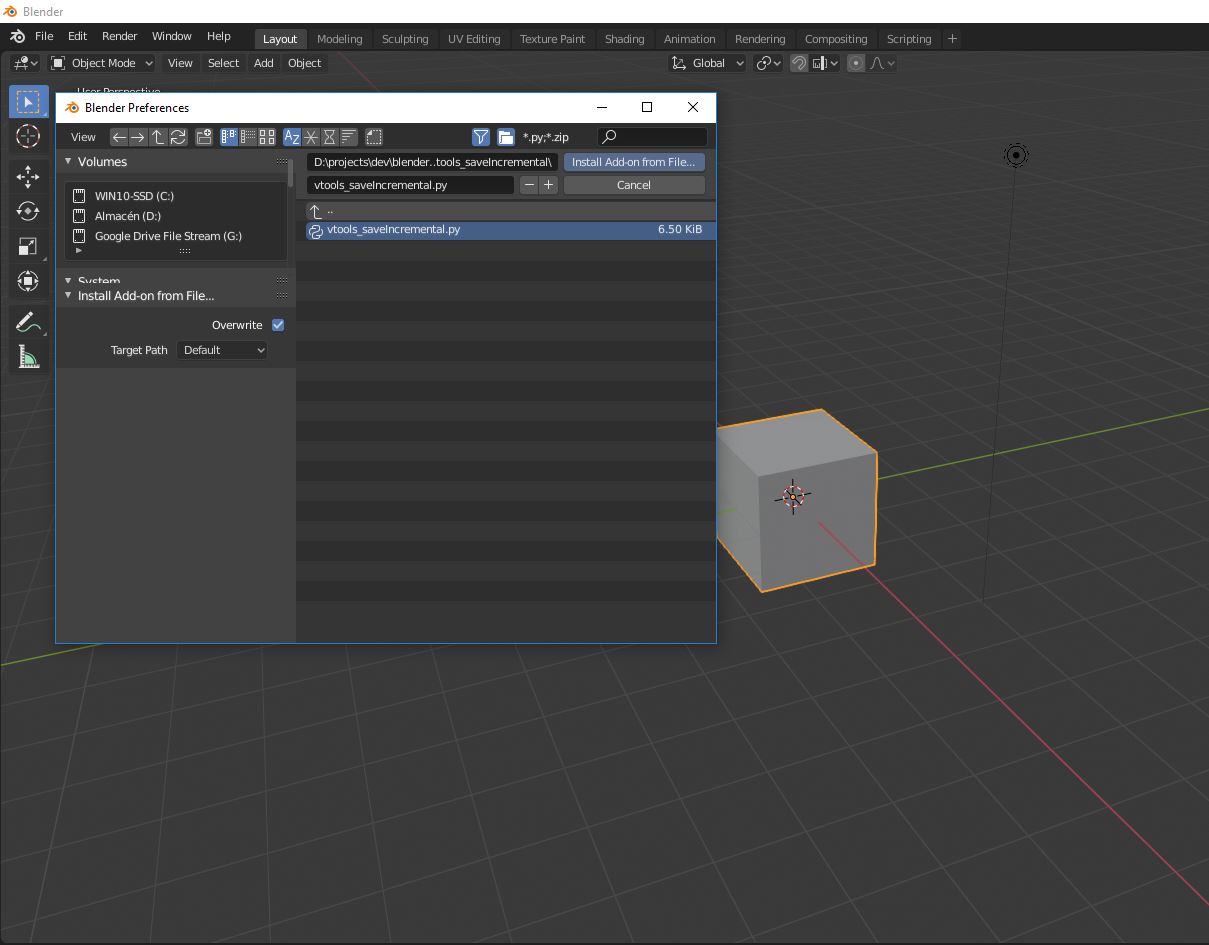 Blender
File Edit Render Window Help Layout Modeling Sculpting UV Editing Texture Paint Shading Animation Rendering Compositing Scripting +
Object Mode View Select Add Object Global
User Perspective
Blender Preferences
View *.py;*.zip
Volumes
D:\projects\dev\blender..tools_saveIncremental\ Install Add-on from File...
vtools_saveIncremental.py Cancel
WIN10-SSD (C:)
Almacén (D:)
Google Drive File Stream (G:)
..
vtools_saveIncremental.py 6.50 KiB
System
Install Add-on from File...
Overwrite
Target Path Default